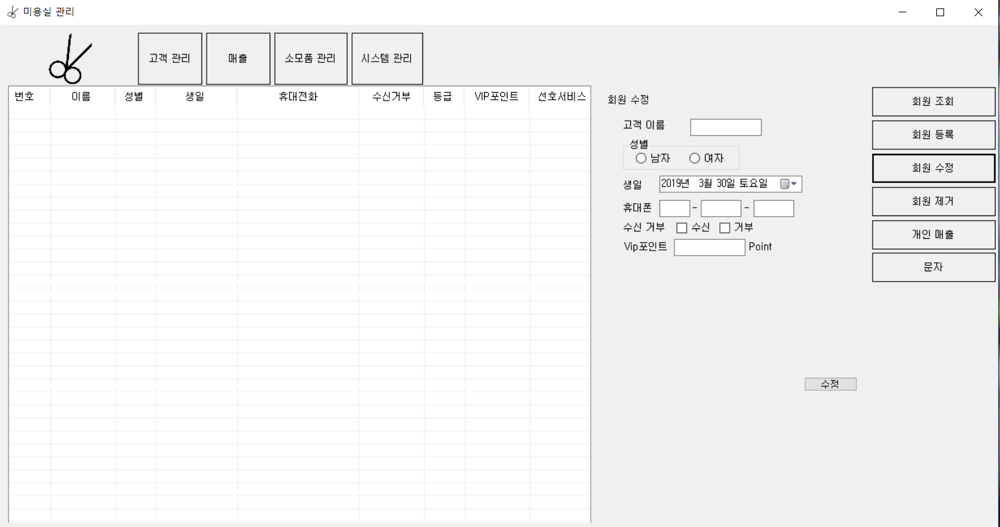 미용실 관리
고객 관리 매출 소모품 관리 시스템 관리
번호 이름 성별 생일 휴대전화 수신거부 등급 VIP포인트 선호서비스
회원 수정
고객 이름
성별
남자 여자
생일 2019년 3월 30일 토요일
휴대폰 - -
수신 거부 수신 거부
Vip포인트 Point
수정
회원 조회
회원 등록
회원 수정
회원 제거
개인 매출
문자